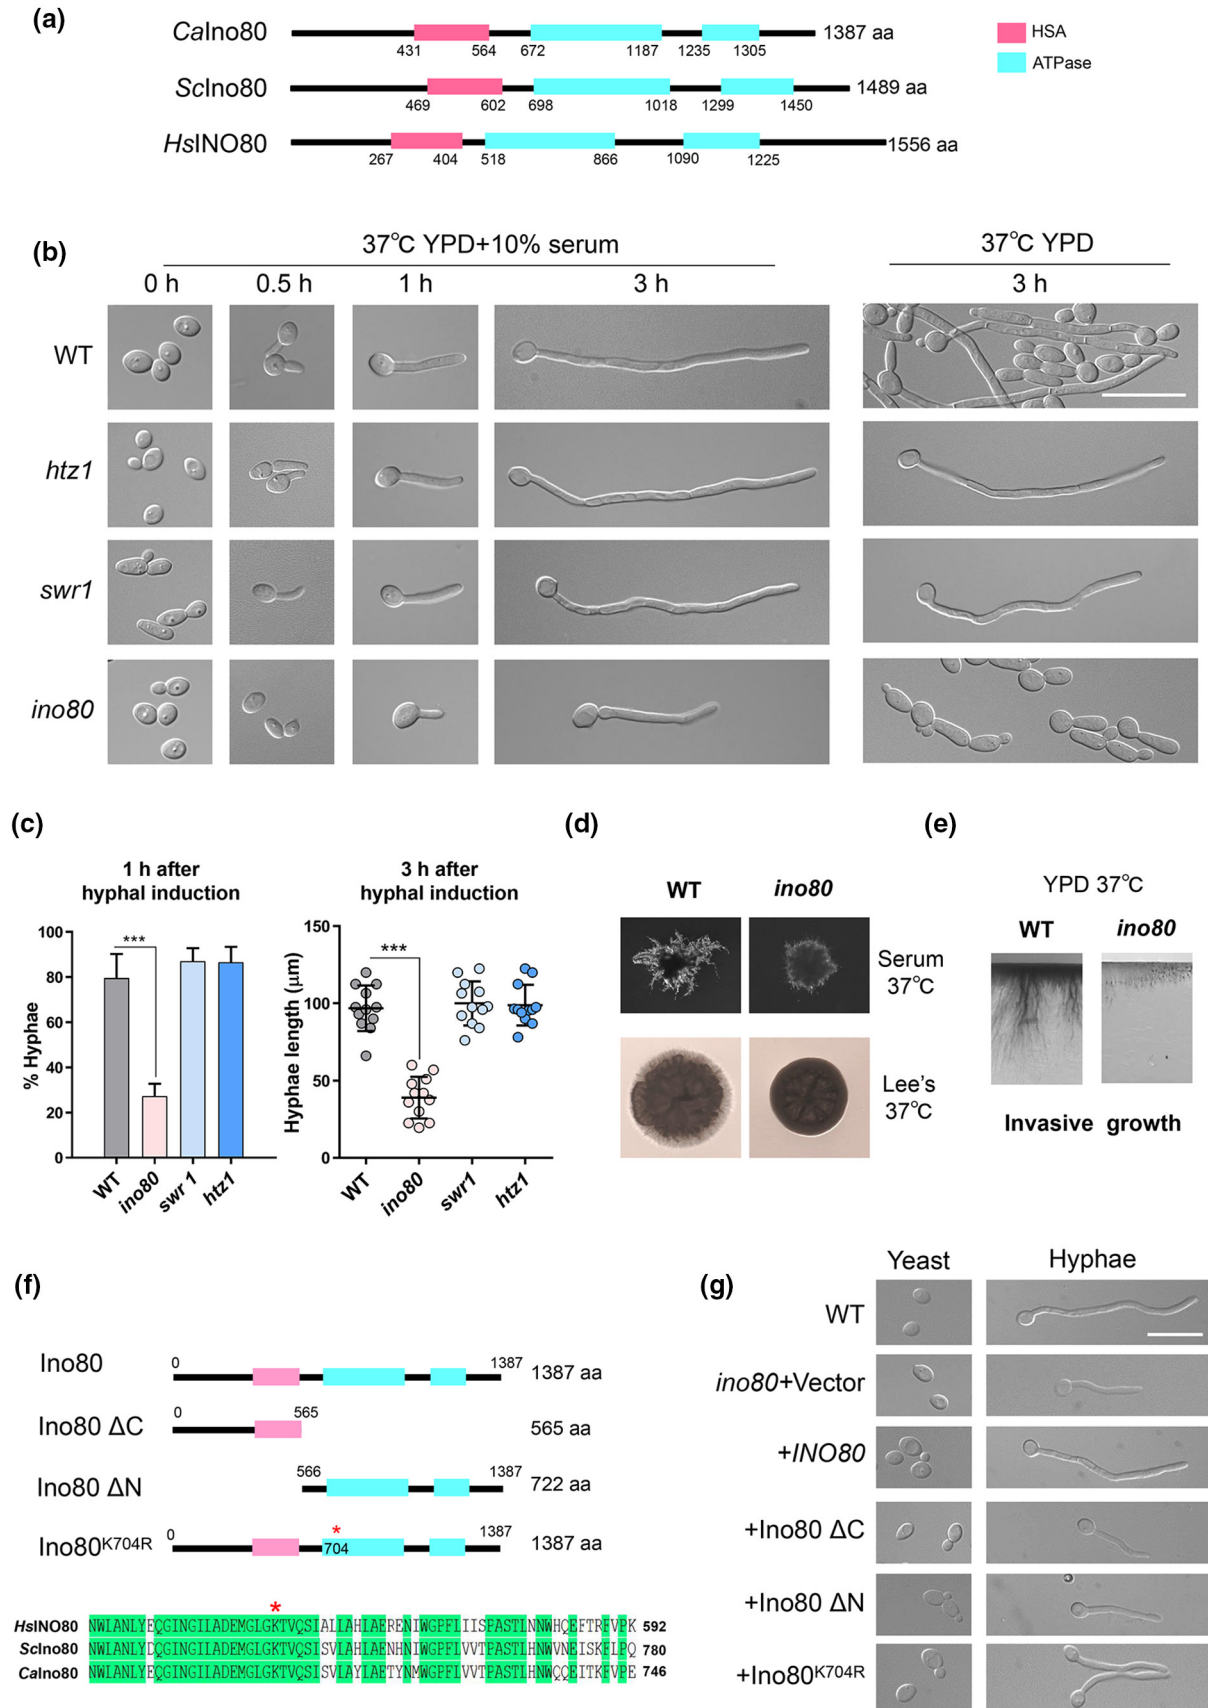 (a)
CaIno80
431 564 672 1187 1235 1305
1387 aa
HSA
ATPase
ScIno80
469 602 698 1018 1299 1450
1489 aa
HsINO80
267 404 518 866 1090 1225
1556 aa
(b)
37℃ YPD+10% serum
37℃ YPD
0 h 0.5 h 1 h 3 h 3 h
WT
htz1
swr1
ino80
(c)
1 h after
hyphal induction
% Hyphae
100
80
60
40
20
0
***
WT ino80 swr 1 htz1
3 h after
hyphal induction
Hyphae length (μm)
150
100
50
0
***
WT ino80 swr1 htz1
(d)
WT ino80
Serum
37℃
Lee's
37℃
(e)
YPD 37℃
WT ino80
Invasive growth
(f)
Ino80 0 1387 1387 aa
Ino80 ΔC 0 565 565 aa
Ino80 ΔN 566 1387 722 aa
Ino80K704R 0 * 704 1387 1387 aa
*
HsINO80 NWLANLYEQGINGILADEMGLGKTVQSIALLAHLAERENIWGPFLIISPASTLNNWHQEFTRFVPK 592
ScIno80 NWLANLYDQGINGILADEMGLGKTVQSISVLAHLAENHNIWGPFLVVTPASTLHNWVNEISKFLPQ 780
CaIno80 NWLANLYEQGINGILADEMGLGKTVQSISVLAYLAETYNMWGPFLVVTPASTLHNWQQEITKFVPE 746
(g)
Yeast Hyphae
WT
ino80+Vector
+INO80
+Ino80 ΔC
+Ino80 ΔN
+Ino80K704R